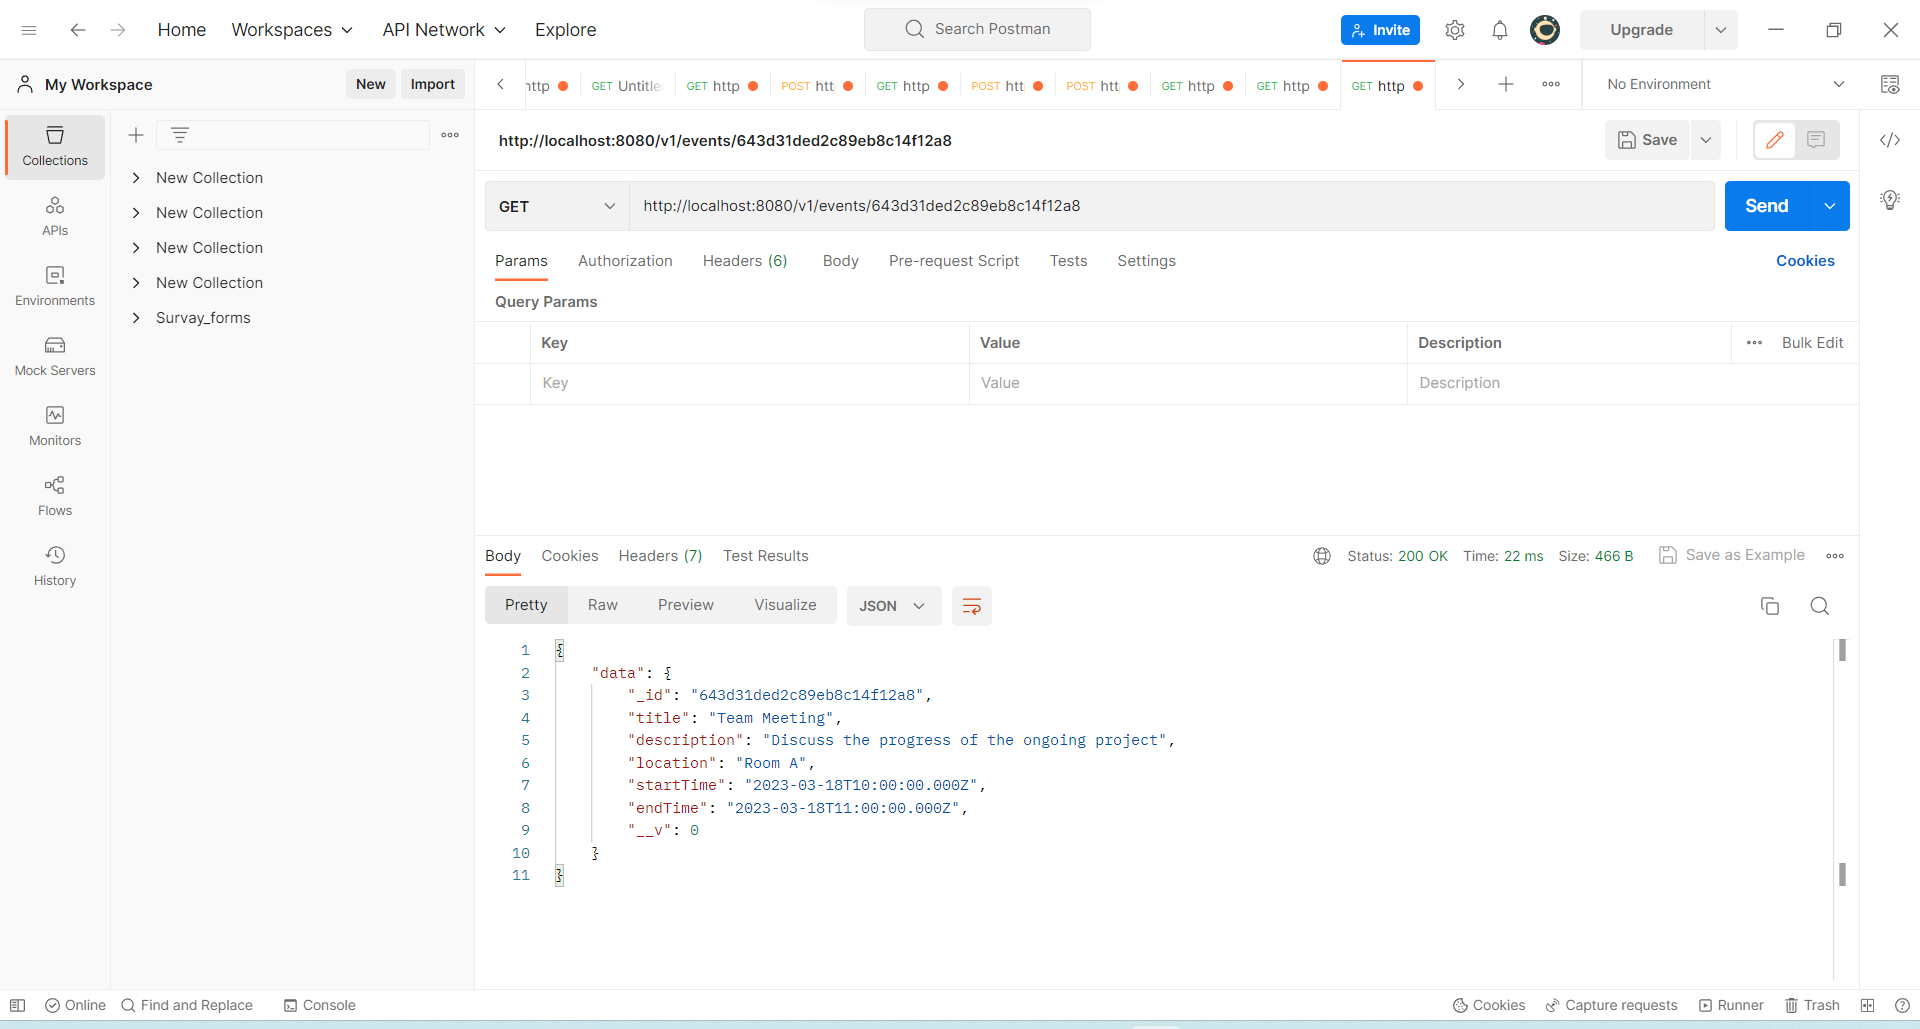 Home Workspaces API Network Explore Search Postman Invite Upgrade
My Workspace New Import
http GET Untitle GET http POST htt GET http POST htt POST htt GET http GET http GET http No Environment
http://localhost:8080/v1/events/643d31ded2c89eb8c14f12a8 Save
GET http://localhost:8080/v1/events/643d31ded2c89eb8c14f12a8 Send
Params Authorization Headers (6) Body Pre-request Script Tests Settings Cookies
Query Params
Key Value Description Bulk Edit
Key Value Description
Collections
APIs
Environments
Mock Servers
Monitors
Flows
History
New Collection
New Collection
New Collection
New Collection
Survay_forms
Body Cookies Headers (7) Test Results Status: 200 OK Time: 22 ms Size: 466 B Save as Example
Pretty Raw Preview Visualize JSON
1 {
2 "data": {
3 "_id": "643d31ded2c89eb8c14f12a8",
4 "title": "Team Meeting",
5 "description": "Discuss the progress of the ongoing project",
6 "location": "Room A",
7 "startTime": "2023-03-18T10:00:00.000Z",
8 "endTime": "2023-03-18T11:00:00.000Z",
9 "__v": 0
10 }
11 }
Online Find and Replace Console Cookies Capture requests Runner Trash